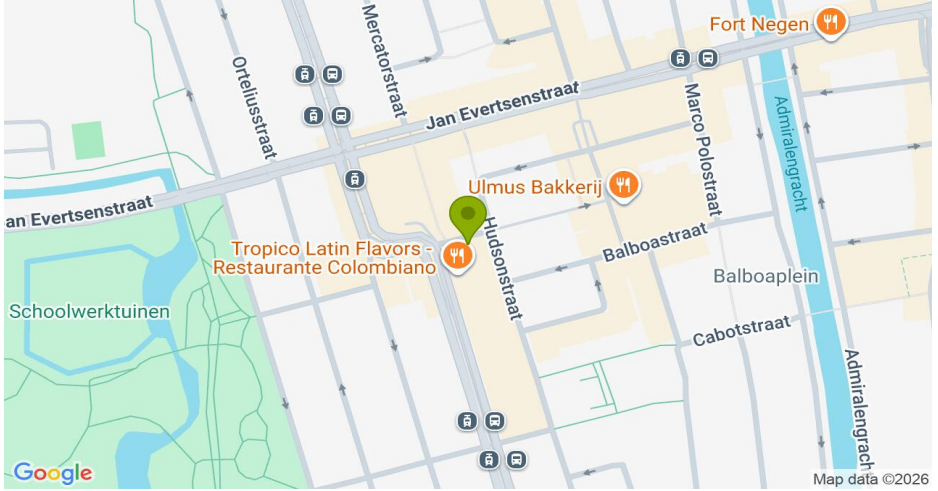 Fort Negen
Mercatorstraat
Orteliusstraat
Jan Evertsenstraat
Marco Polostraat
Admiralengracht
an Evertsenstraat
Ulmus Bakkerij
Hudsonstraat
Tropico Latin Flavors -
Restaurante Colombiano
Balboastraat
Balboaplein
Schoolwerktuinen
Cabotstraat
Admiralengracht
Google
Map data ©2026